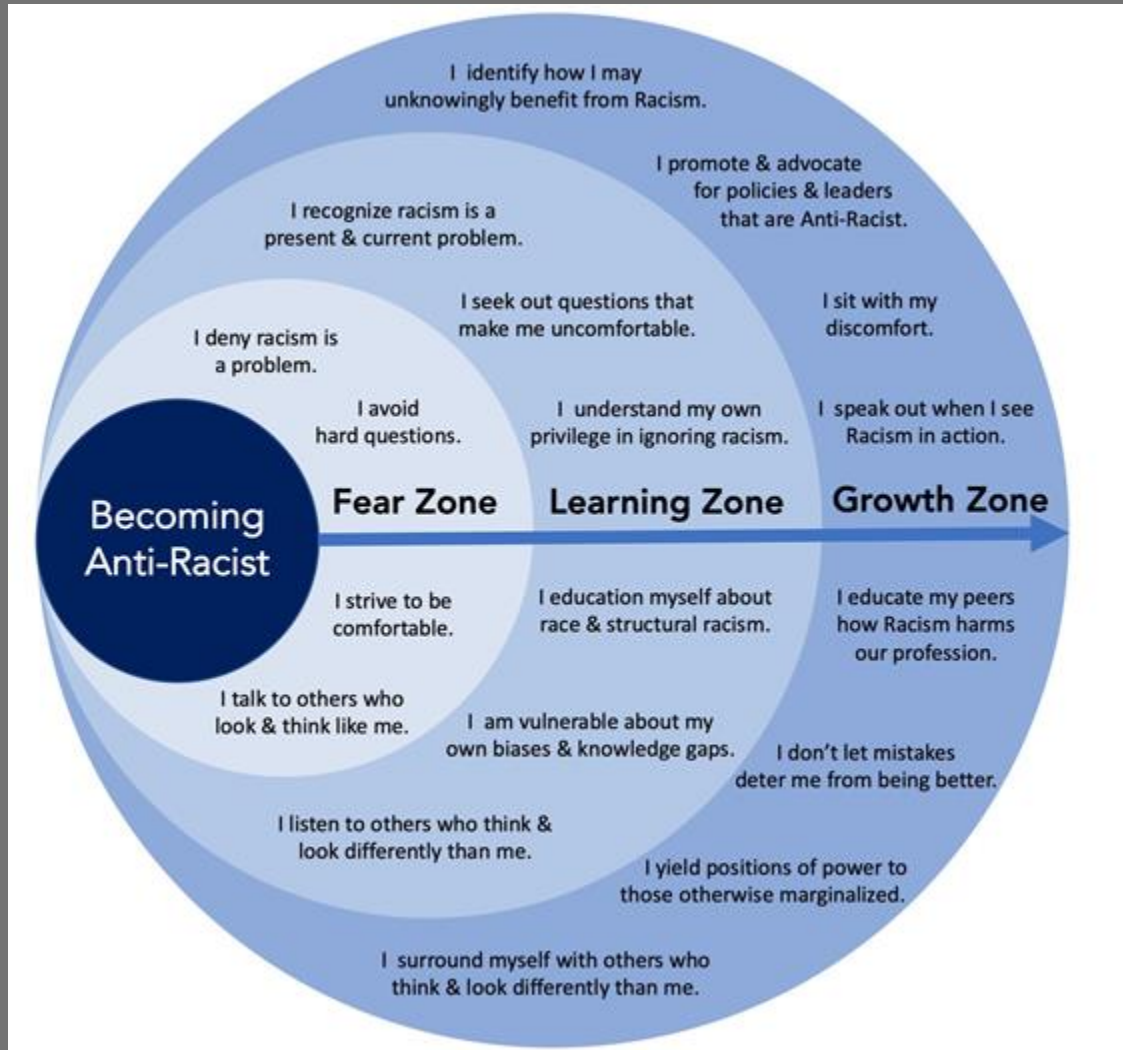 I identify how I may
unknowingly benefit from Racism.
I promote & advocate
for policies & leaders
that are Anti-Racist.
I recognize racism is a
present & current problem.
I seek out questions that
make me uncomfortable.
I sit with my
discomfort.
I deny racism is
a problem.
I avoid
hard questions.
I understand my own
privilege in ignoring racism.
I speak out when I see
Racism in action.
Becoming
Anti-Racist
Fear Zone
Learning Zone
Growth Zone
I strive to be
comfortable.
I education myself about
race & structural racism.
I educate my peers
how Racism harms
our profession.
I talk to others who
look & think like me.
I am vulnerable about my
own biases & knowledge gaps.
I don't let mistakes
deter me from being better.
I listen to others who think &
look differently than me.
I yield positions of power to
those otherwise marginalized.
I surround myself with others who
think & look differently than me.